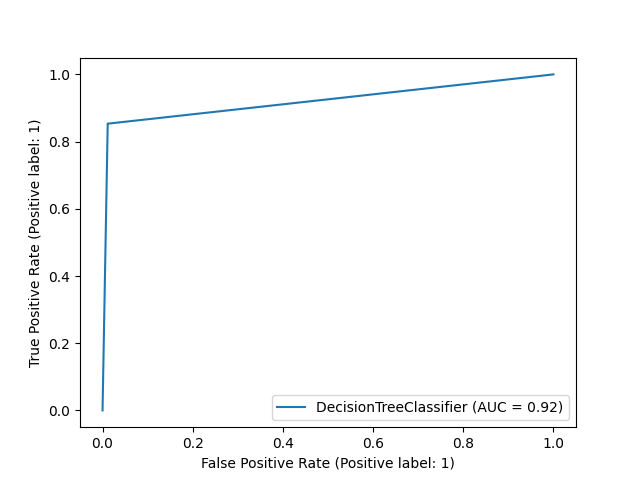 1.0
0.8
0.6
0.4
0.2
0.0
True Positive Rate (Positive label: 1)
DecisionTreeClassifier (AUC = 0.92)
0.0 0.2 0.4 0.6 0.8 1.0
False Positive Rate (Positive label: 1)